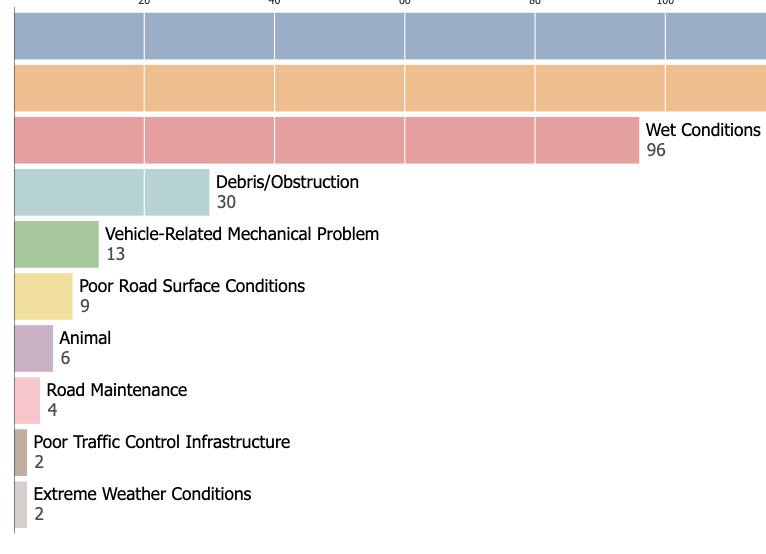 20 40 60 80 100
Wet Conditions
96
Debris/Obstruction
30
Vehicle-Related Mechanical Problem
13
Poor Road Surface Conditions
9
Animal
6
Road Maintenance
4
Poor Traffic Control Infrastructure
2
Extreme Weather Conditions
2